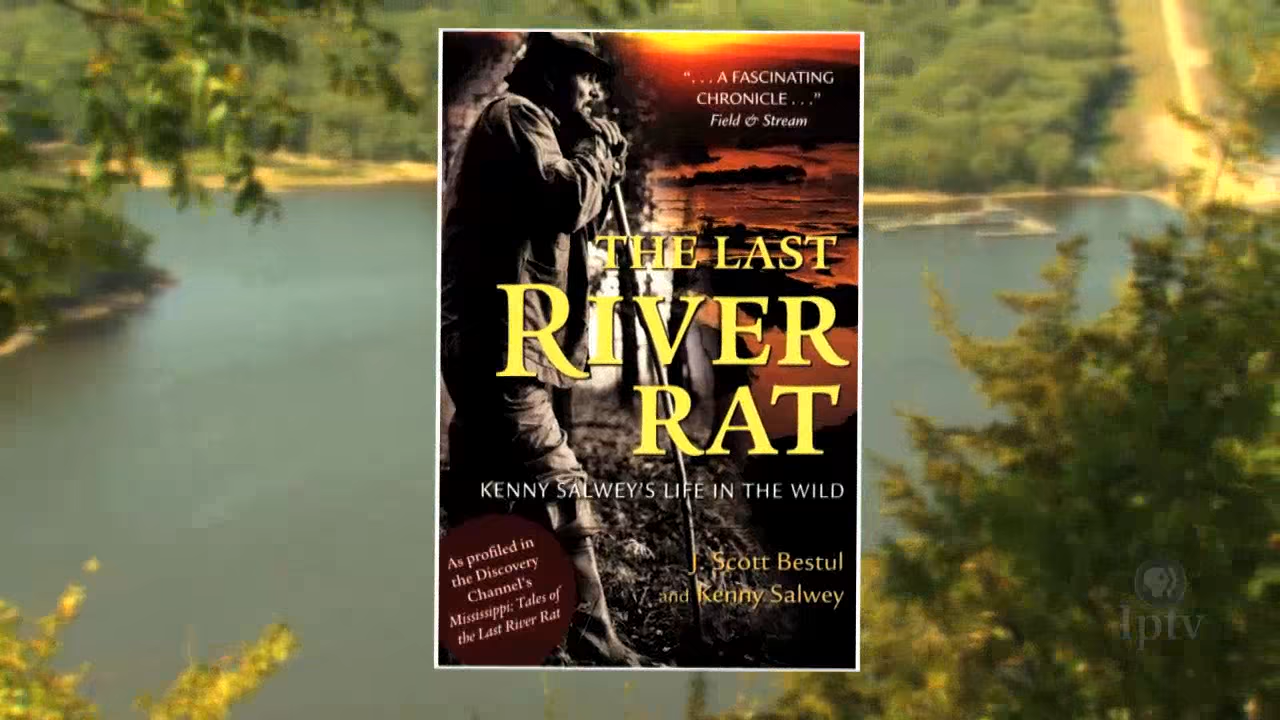 “. . . A FASCINATING
CHRONICLE . . .”
Field & Stream
THE LAST
RIVER
RAT
KENNY SALWEY'S LIFE IN THE WILD
As profiled in
the Discovery
Channel's
Mississippi: Tales of
the Last River Rat
J. Scott Bestul
and Kenny Salwey
Iptv